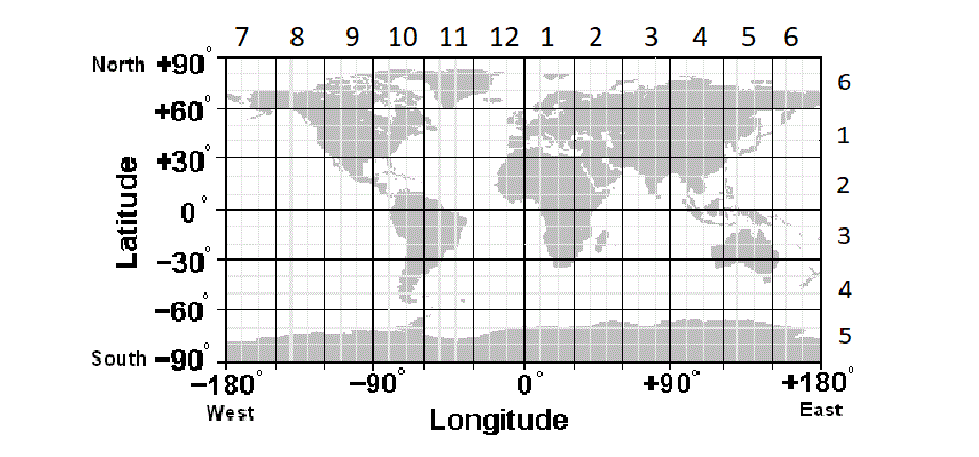 7 8 9 10 11 12 1 2 3 4 5 6
North +90° 6
+60°
1
+30°
2
0°
3
−30°
4
−60°
5
South −90°
Latitude
−180° −90° 0° +90° +180°
West East
Longitude